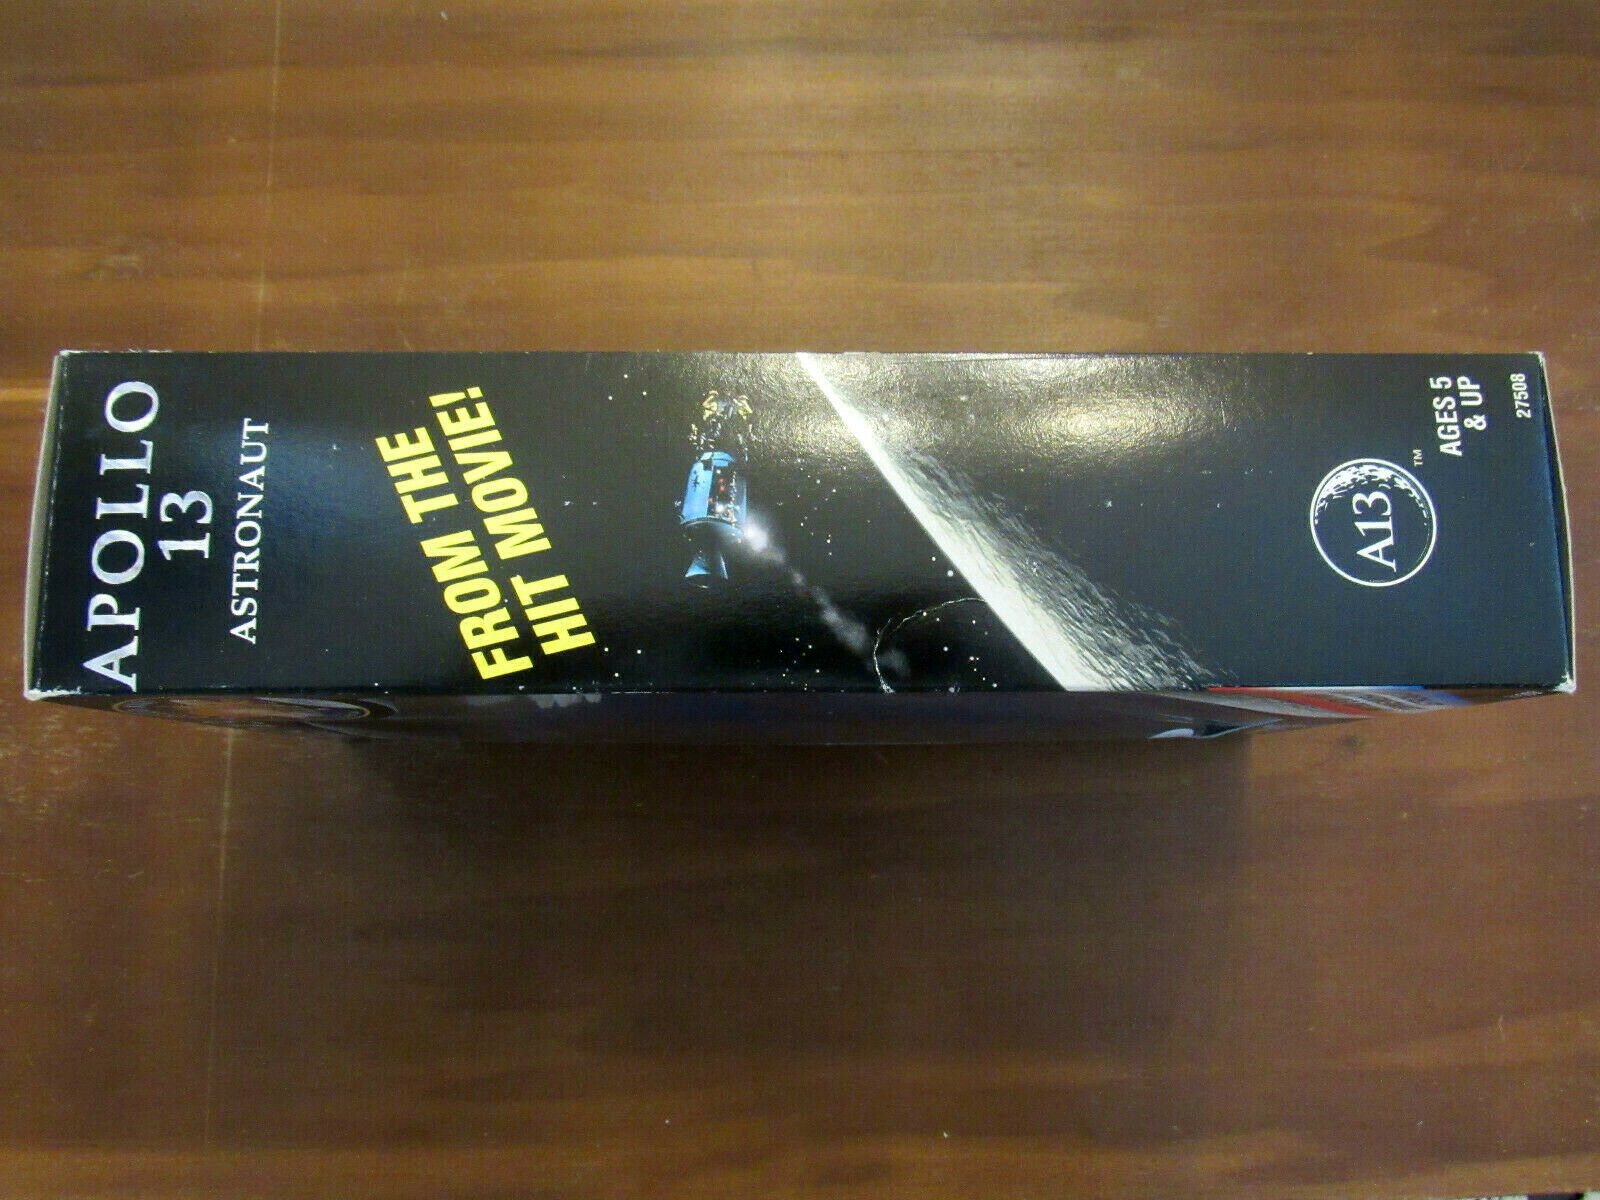 APOLLO
13
ASTRONAUT
FROM THE
HIT MOVIE!
A13
TM
AGES 5
& UP
27508